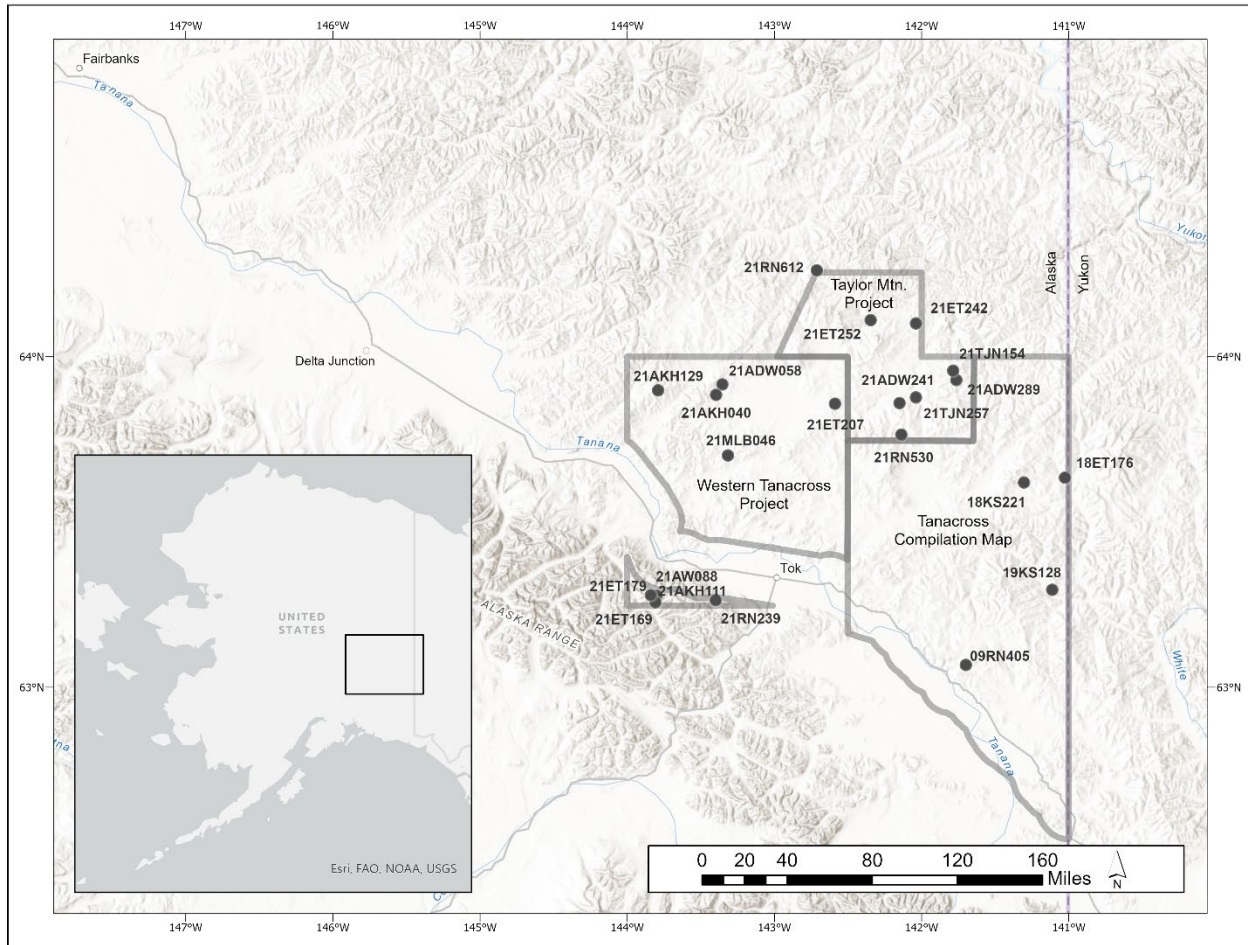 147°W
146°W
145°W
144°W
143°W
142°W
141°W
Fairbanks
Tanana
Yukon
Alaska
Yukon
21RN612
Taylor Mtn.
Project
21ET242
21ET252
Delta Junction
64°N
64°N
21TJN154
21ADW058
21AKH129
21ADW241
21ADW289
21AKH040
21TJN257
21ET207
21MLB046
21RN530
Tanana
18ET176
Western Tanacross
Project
18KS221
Tanacross
Compilation Map
19KS128
Tok
21AW088
21ET179
21AKH111
21ET169
21RN239
ALASKA RANGE
UNITED
STATES
09RN405
White
63°N
63°N
Tanana
Esri, FAO, NOAA, USGS
0 20 40 80 120 160
Miles
N
147°W
146°W
145°W
144°W
143°W
142°W
141°W